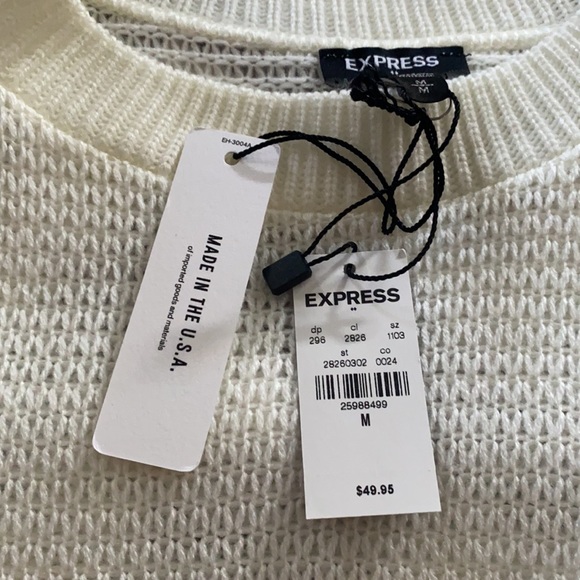 EXPRESS
M
M
EH-3004A
MADE IN THE U.S.A.
of imported goods and materials
EXPRESS
dp cl sz
296 2826 1103
st co
28260302 0024
25988499
M
$49.95